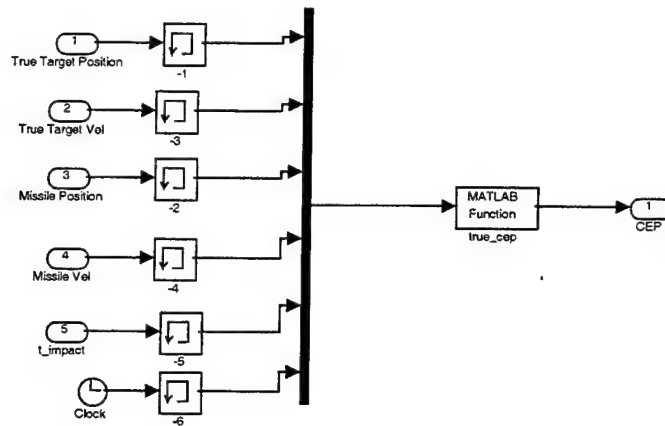 1
True Target Position
-1
2
True Target Vel
-3
3
Missile Position
-2
4
Missile Vel
-4
5
t_impact
-5
Clock
-6
MATLAB
Function
true_cep
1
CEP